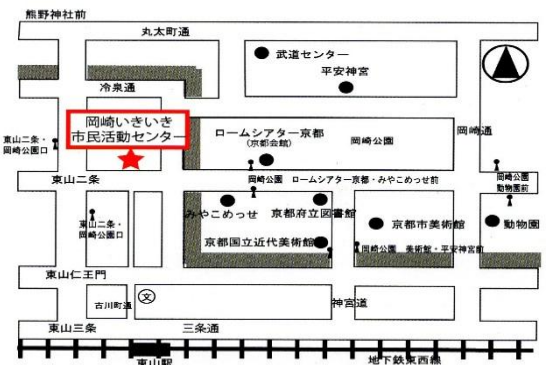 熊野神社前
丸太町通
武道センター
平安神宮
冷泉通
岡崎いきいき
市民活動センター
東山二条・
岡崎公園口
ロームシアター京都
(京都会館)
岡崎公園
岡崎通
岡崎公園
ロームシアター京都・みやこめっせ前
岡崎公園
動物園前
東山二条
みやこめっせ
京都府立図書館
東山二条・
岡崎公園口
京都市美術館
動物園
京都国立近代美術館
岡崎公園 美術館・平安神宮前
東山仁王門
古川町通
文
神宮道
東山三条
三条通
東山駅
地下鉄東西線